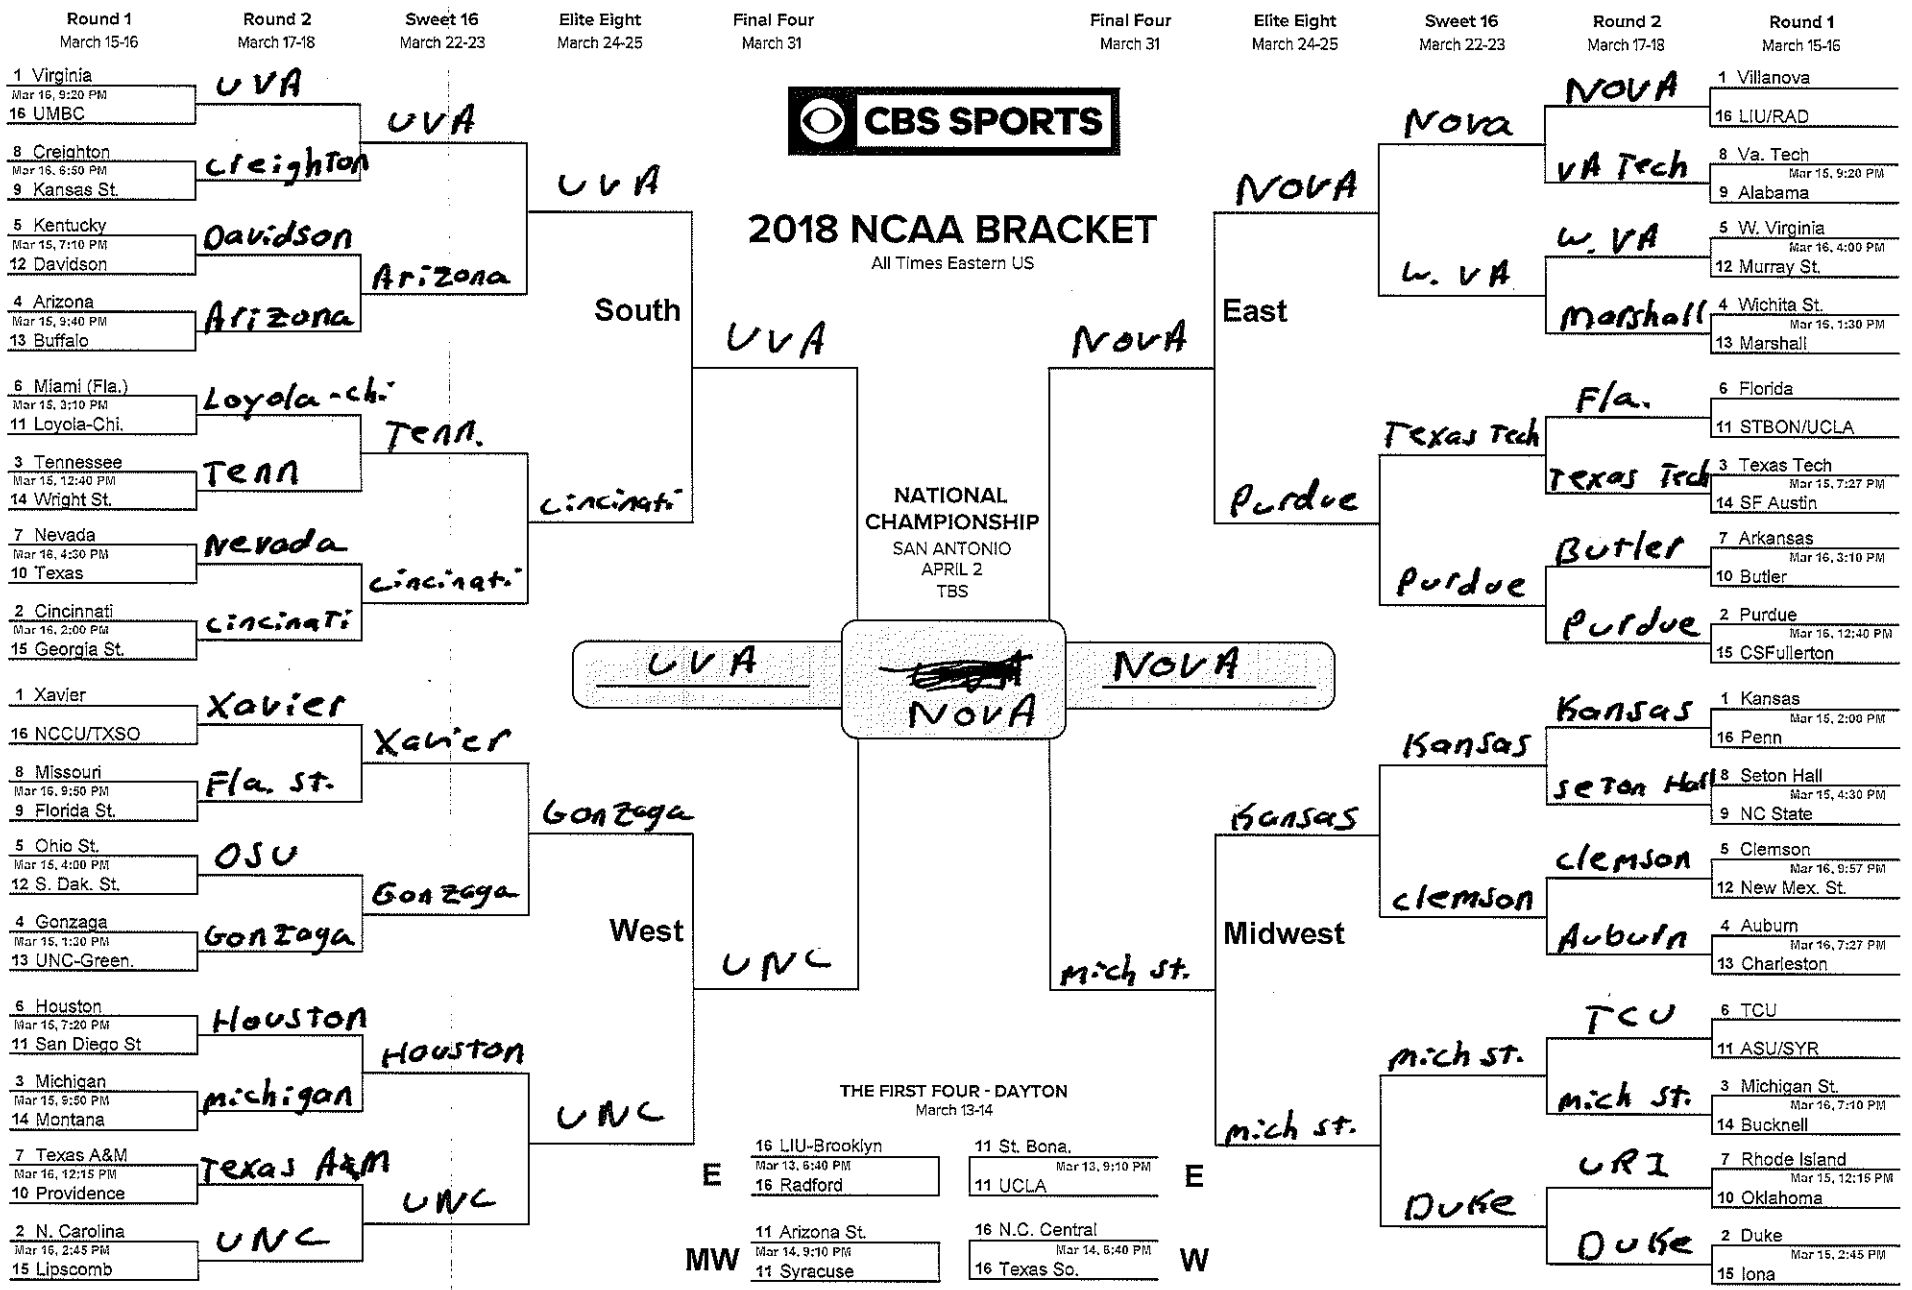 Round 1
March 15-16
Round 2
March 17-18
Sweet 16
March 22-23
Elite Eight
March 24-25
Final Four
March 31
Final Four
March 31
Elite Eight
March 24-25
Sweet 16
March 22-23
Round 2
March 17-18
Round 1
March 15-16
1 Virginia
Mar 16, 9:20 PM
16 UMBC
8 Creighton
Mar 16, 6:50 PM
9 Kansas St.
5 Kentucky
Mar 15, 7:10 PM
12 Davidson
4 Arizona
Mar 15, 9:40 PM
13 Buffalo
6 Miami (Fla.)
Mar 15, 3:10 PM
11 Loyola-Chi.
3 Tennessee
Mar 15, 12:40 PM
14 Wright St.
7 Nevada
Mar 16, 4:30 PM
10 Texas
2 Cincinnati
Mar 16, 2:00 PM
15 Georgia St.
UVA
Creighton
Davidson
Arizona
Loyola-chi
Tenn
Nevada
cincinati
UVA
Arizona
Tenn.
cincinati
UVA
cincinati
South
UVA
1 Xavier
16 NCCU/TXSO
8 Missouri
Mar 16, 9:50 PM
9 Florida St.
5 Ohio St.
Mar 15, 4:00 PM
12 S. Dak. St.
4 Gonzaga
Mar 15, 1:30 PM
13 UNC-Green.
6 Houston
Mar 15, 7:20 PM
11 San Diego St
3 Michigan
Mar 15, 9:50 PM
14 Montana
7 Texas A&M
Mar 16, 12:15 PM
10 Providence
2 N. Carolina
Mar 16, 2:45 PM
15 Lipscomb
Xavier
Fla. St.
OSU
Gonzaga
Houston
michigan
Texas A&M
UNC
Xavier
Gonzaga
Houston
UNC
Gonzaga
UNC
West
UNC
CBS SPORTS
2018 NCAA BRACKET
All Times Eastern US
NATIONAL
CHAMPIONSHIP
SAN ANTONIO
APRIL 2
TBS
UVA
NOVA
NOVA
THE FIRST FOUR - DAYTON
March 13-14
E
16 LIU-Brooklyn
Mar 13, 6:40 PM
16 Radford
11 St. Bona.
Mar 13, 9:10 PM
11 UCLA
E
MW
11 Arizona St.
Mar 14, 9:10 PM
11 Syracuse
16 N.C. Central
Mar 14, 6:40 PM
16 Texas So.
W
NOVA
East
NOVA
Purdue
Nova
W. VA
Texas Tech
Purdue
NOVA
VA Tech
W. VA
Marshall
Fla.
Texas Tech
Butler
Purdue
1 Villanova
16 LIU/RAD
8 Va. Tech
Mar 15, 9:20 PM
9 Alabama
5 W. Virginia
Mar 16, 4:00 PM
12 Murray St.
4 Wichita St.
Mar 16, 1:30 PM
13 Marshall
6 Florida
11 STBON/UCLA
3 Texas Tech
Mar 15, 7:27 PM
14 SF Austin
7 Arkansas
Mar 16, 3:10 PM
10 Butler
2 Purdue
Mar 16, 12:40 PM
15 CSFullerton
Mich St.
Midwest
Kansas
Mich St.
Kansas
clemson
Mich St.
Duke
Kansas
Seton Hall
clemson
Auburn
TCU
Mich St.
URI
Duke
1 Kansas
Mar 15, 2:00 PM
16 Penn
8 Seton Hall
Mar 15, 4:30 PM
9 NC State
5 Clemson
Mar 16, 9:57 PM
12 New Mex. St.
4 Auburn
Mar 16, 7:27 PM
13 Charleston
6 TCU
11 ASU/SYR
3 Michigan St.
Mar 16, 7:10 PM
14 Bucknell
7 Rhode Island
Mar 15, 12:15 PM
10 Oklahoma
2 Duke
Mar 15, 2:45 PM
15 Iona